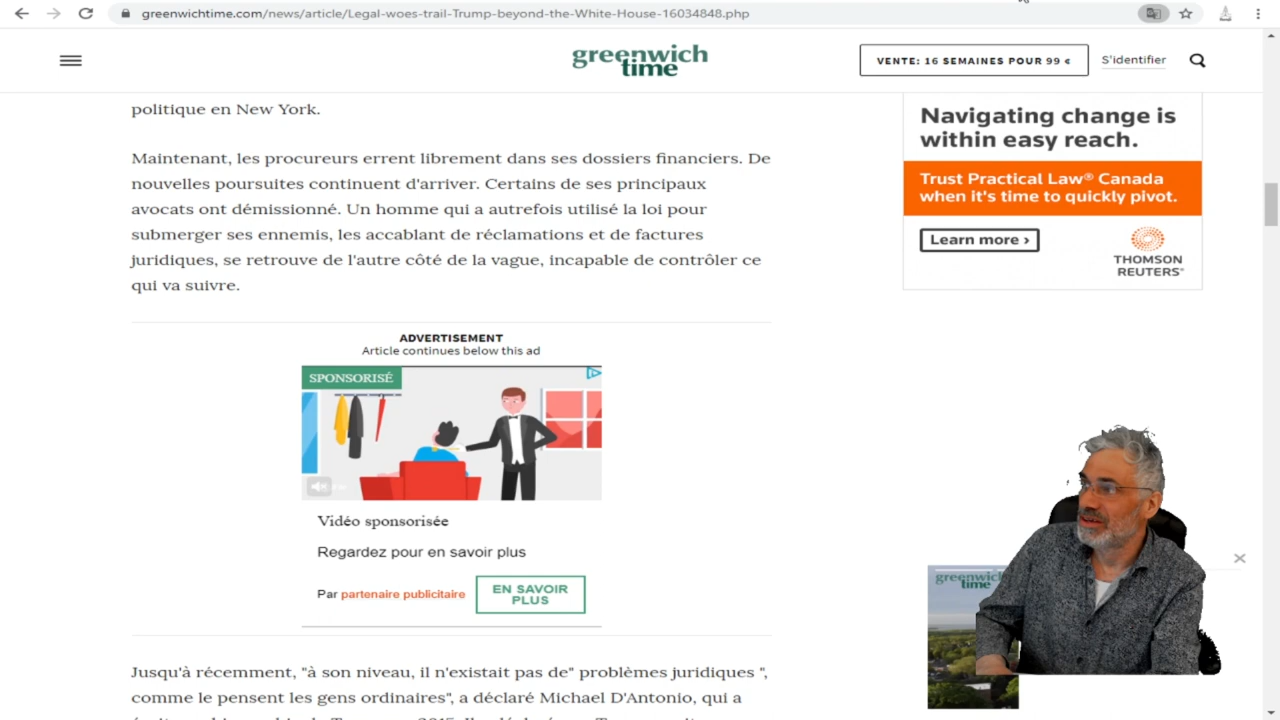 greenwichtime.com/news/article/Legal-woes-trail-Trump-beyond-the-White-House-16034848.php
greenwich
time
VENTE: 16 SEMAINES POUR 99 ¢
S'identifier
politique en New York.
Maintenant, les procureurs errent librement dans ses dossiers financiers. De
nouvelles poursuites continuent d'arriver. Certains de ses principaux
avocats ont démissionné. Un homme qui a autrefois utilisé la loi pour
submerger ses ennemis, les accablant de réclamations et de factures
juridiques, se retrouve de l'autre côté de la vague, incapable de contrôler ce
qui va suivre.
ADVERTISEMENT
Article continues below this ad
SPONSORISÉ
Vidéo sponsorisée
Regardez pour en savoir plus
Par partenaire publicitaire
EN SAVOIR
PLUS
Jusqu'à récemment, "à son niveau, il n'existait pas de" problèmes juridiques ",
comme le pensent les gens ordinaires", a déclaré Michael D'Antonio, qui a
Navigating change is
within easy reach.
Trust Practical Law® Canada
when it's time to quickly pivot.
Learn more ›
THOMSON
REUTERS®
greenwich
time